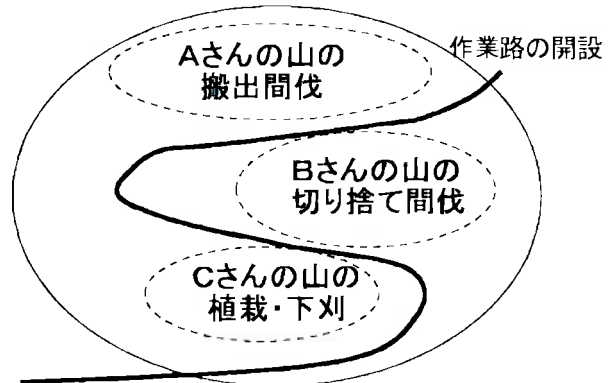 Aさんの山の
搬出間伐
作業路の開設
Bさんの山の
切り捨て間伐
Cさんの山の
植栽・下刈